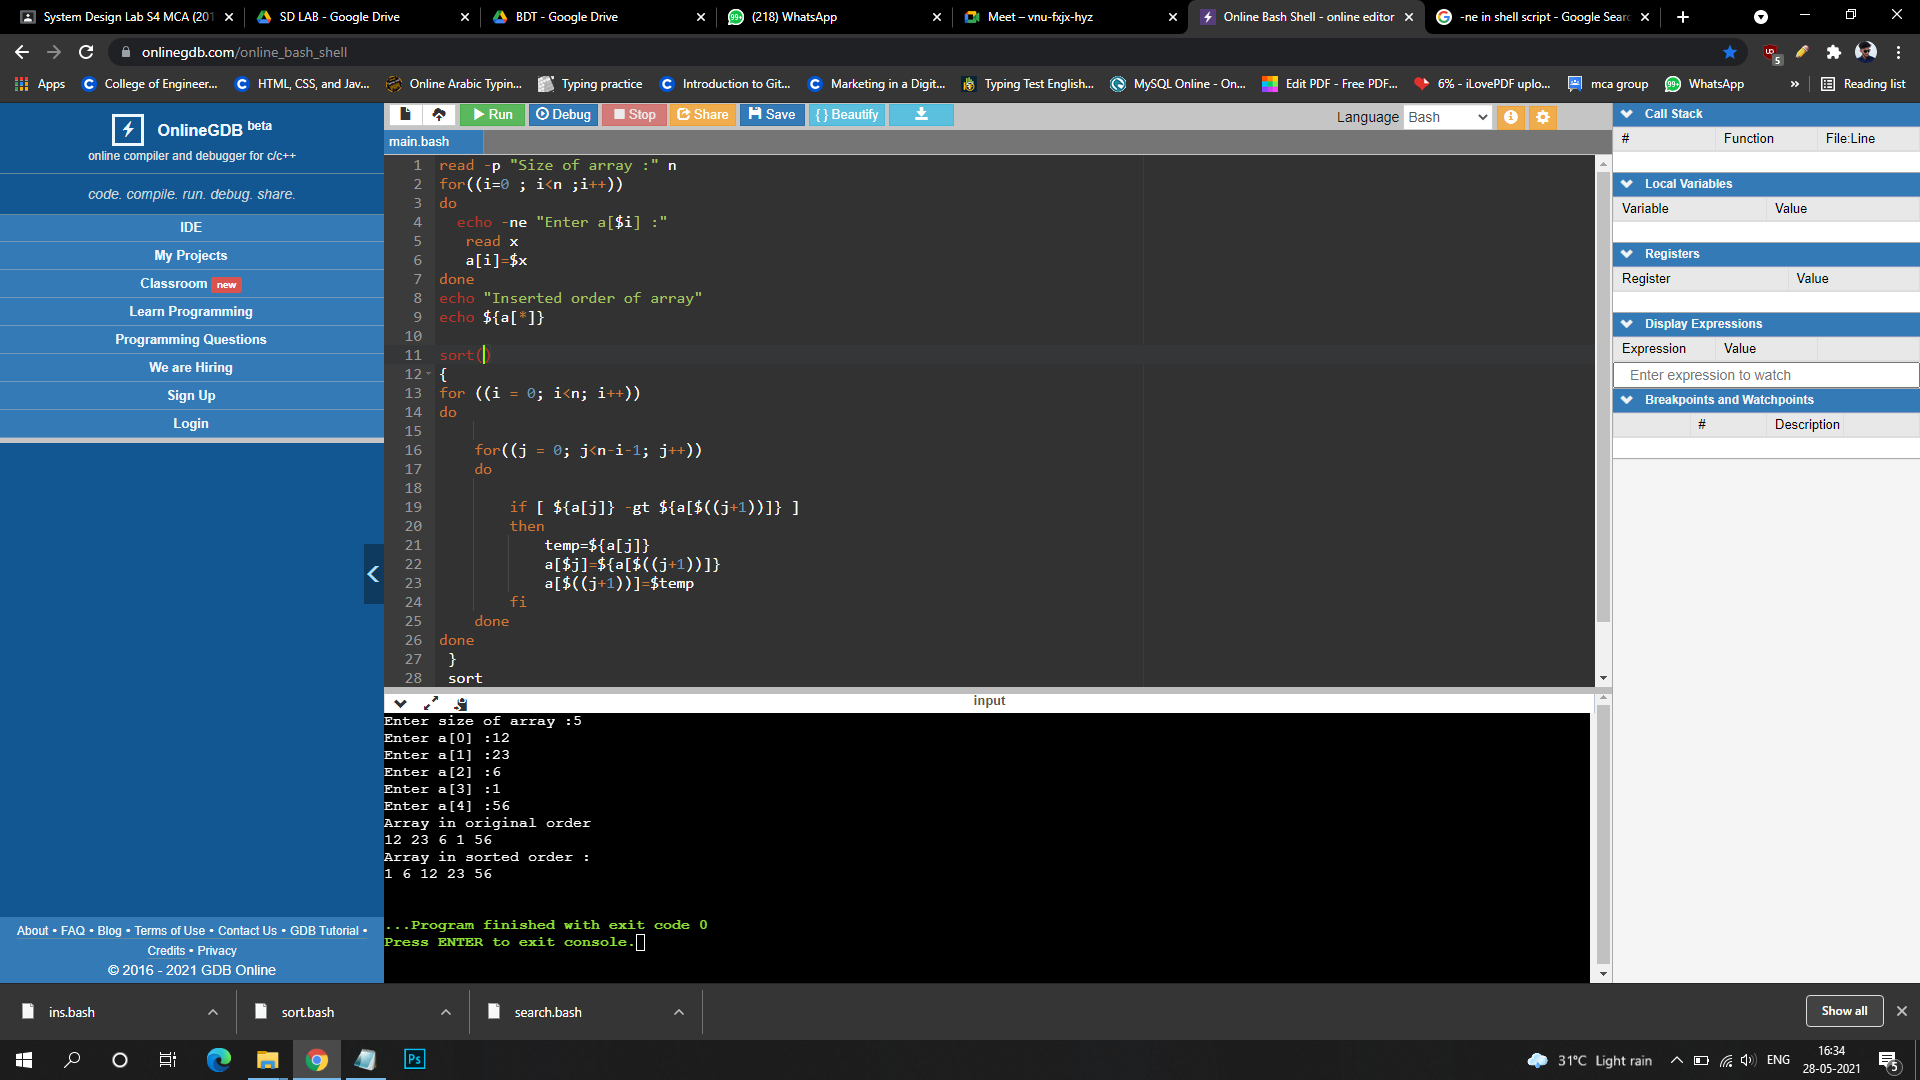 System Design Lab S4 MCA (201
SD LAB - Google Drive
BDT - Google Drive
(218) WhatsApp
Meet – vnu-fxjx-hyz
Online Bash Shell - online editor
-ne in shell script - Google Sear
onlinegdb.com/online_bash_shell
Apps
College of Engineer...
HTML, CSS, and Jav...
Online Arabic Typin...
Typing practice
Introduction to Git...
Marketing in a Digit...
Typing Test English...
MySQL Online - On...
Edit PDF - Free PDF...
6% - iLovePDF uplo...
mca group
WhatsApp
»
Reading list
OnlineGDB beta
online compiler and debugger for c/c++
code. compile. run. debug. share.
IDE
My Projects
Classroom new
Learn Programming
Programming Questions
We are Hiring
Sign Up
Login
About • FAQ • Blog • Terms of Use • Contact Us • GDB Tutorial •
Credits • Privacy
© 2016 - 2021 GDB Online
Run
Debug
Stop
Share
Save
{ } Beautify
Language Bash
main.bash
1 read -p "Size of array :" n
2 for((i=0 ; i<n ;i++))
3 do
4 echo -ne "Enter a[$i] :"
5 read x
6 a[i]=$x
7 done
8 echo "Inserted order of array"
9 echo ${a[*]}
10
11 sort()
12 {
13 for ((i = 0; i<n; i++))
14 do
15
16 for((j = 0; j<n-i-1; j++))
17 do
18
19 if [ ${a[j]} -gt ${a[$((j+1))]} ]
20 then
21 temp=${a[j]}
22 a[$j]=${a[$((j+1))]}
23 a[$((j+1))]=$temp
24 fi
25 done
26 done
27 }
28 sort
input
Enter size of array :5
Enter a[0] :12
Enter a[1] :23
Enter a[2] :6
Enter a[3] :1
Enter a[4] :56
Array in original order
12 23 6 1 56
Array in sorted order :
1 6 12 23 56
...Program finished with exit code 0
Press ENTER to exit console.
Call Stack
# Function File:Line
Local Variables
Variable Value
Registers
Register Value
Display Expressions
Expression Value
Enter expression to watch
Breakpoints and Watchpoints
# Description
ins.bash
sort.bash
search.bash
Show all
Ps
31°C Light rain
ENG
16:34
28-05-2021
5